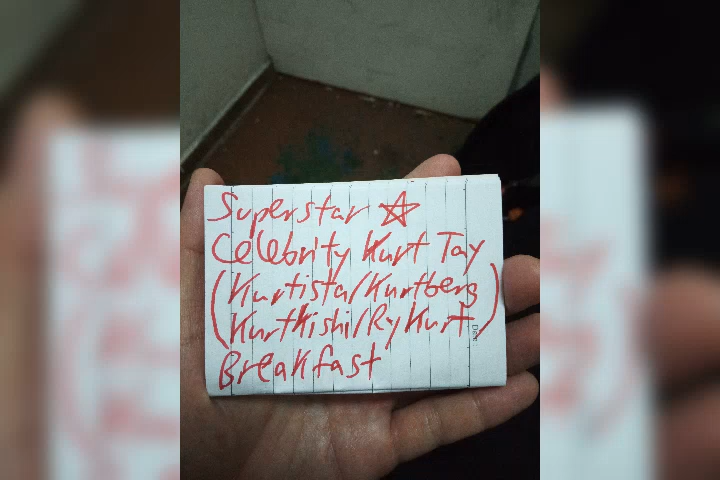 Superstar ☆
Celebrity Kurt Tay
(Kurtista/Kurtberg
KurtKishi/RyKurt)
Breakfast